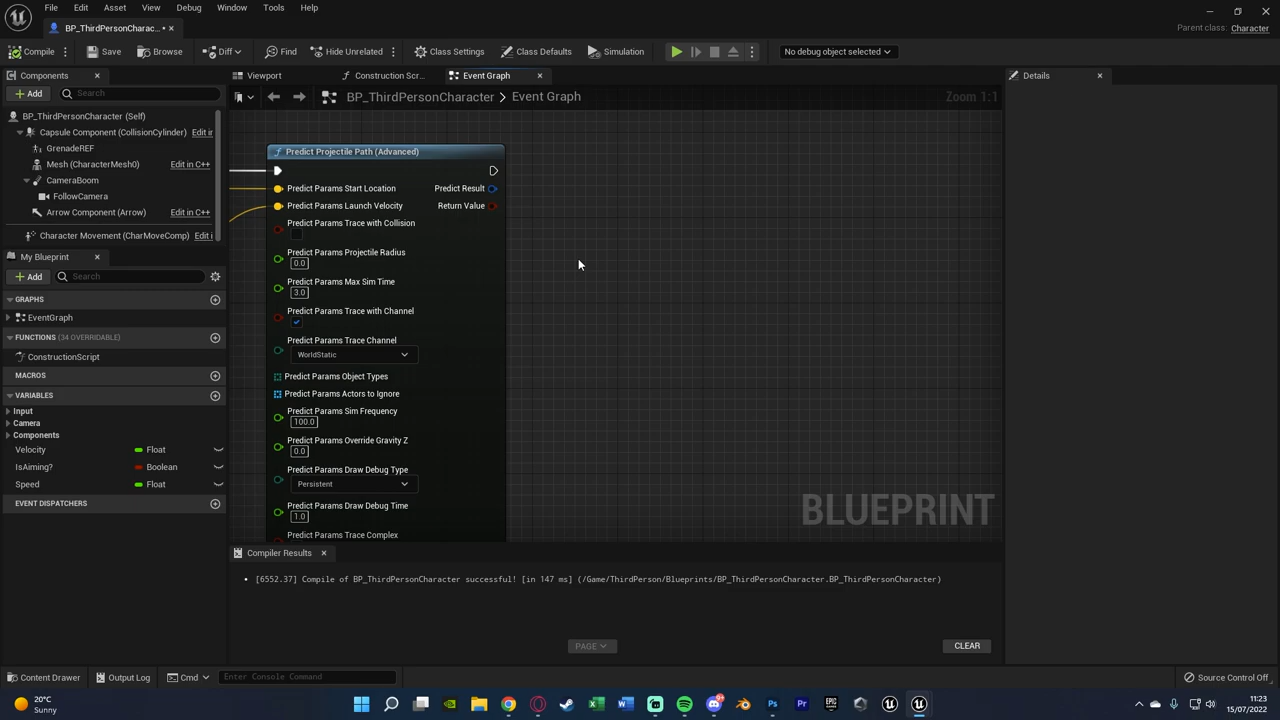 File Edit Asset View Debug Window Tools Help
BP_ThirdPersonCharac...
Parent class: Character
Compile Save Browse Diff Find Hide Unrelated Class Settings Class Defaults Simulation No debug object selected
Components
Viewport Construction Scr... Event Graph
Details
Add Search
BP_ThirdPersonCharacter > Event Graph
Zoom 1:1
BP_ThirdPersonCharacter (Self)
Capsule Component (CollisionCylinder) Edit in
GrenadeREF
Mesh (CharacterMesh0) Edit in C++
CameraBoom
FollowCamera
Arrow Component (Arrow) Edit in C++
Character Movement (CharMoveComp) Edit i
My Blueprint
Add Search
GRAPHS
EventGraph
FUNCTIONS (34 OVERRIDABLE)
ConstructionScript
MACROS
VARIABLES
Input
Camera
Components
Velocity Float
IsAiming? Boolean
Speed Float
EVENT DISPATCHERS
Predict Projectile Path (Advanced)
Predict Params Start Location Predict Result
Predict Params Launch Velocity Return Value
Predict Params Trace with Collision
Predict Params Projectile Radius
0.0
Predict Params Max Sim Time
3.0
Predict Params Trace with Channel
Predict Params Trace Channel
WorldStatic
Predict Params Object Types
Predict Params Actors to Ignore
Predict Params Sim Frequency
100.0
Predict Params Override Gravity Z
0.0
Predict Params Draw Debug Type
Persistent
Predict Params Draw Debug Time
1.0
Predict Params Trace Complex
BLUEPRINT
Compiler Results
[6552.37] Compile of BP_ThirdPersonCharacter successful! [in 147 ms] (/Game/ThirdPerson/Blueprints/BP_ThirdPersonCharacter.BP_ThirdPersonCharacter)
PAGE
CLEAR
Content Drawer Output Log Cmd Enter Console Command
Source Control Off
20°C
Sunny
11:23
15/07/2022